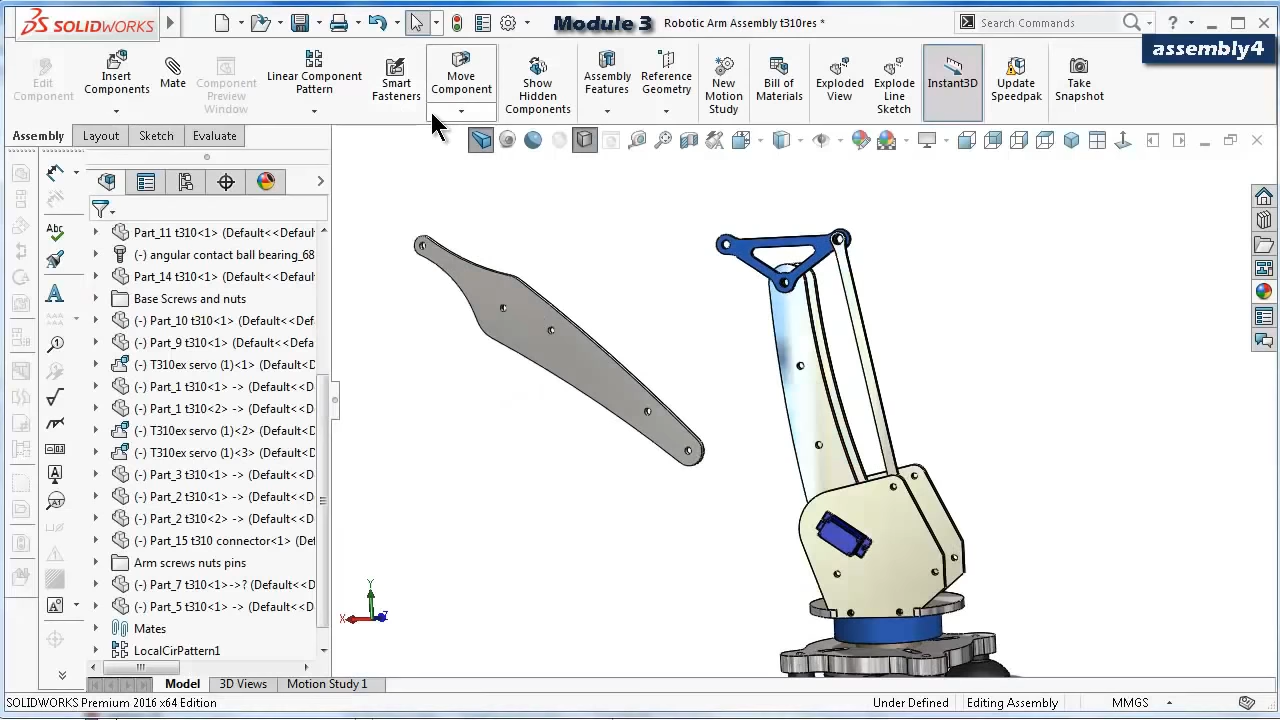 SOLIDWORKS
Module 3
Robotic Arm Assembly t310res *
Search Commands
?
assembly4
Edit
Component
Insert
Components
Mate
Component
Preview
Window
Linear Component
Pattern
Smart
Fasteners
Move
Component
Show
Hidden
Components
Assembly
Features
Reference
Geometry
New
Motion
Study
Bill of
Materials
Exploded
View
Explode
Line
Sketch
Instant3D
Update
Speedpak
Take
Snapshot
Assembly
Layout
Sketch
Evaluate
Part_11 t310<1> (Default<<Defaul
(-) angular contact ball bearing_68
Part_14 t310<1> (Default<<Default
Base Screws and nuts
(-) Part_10 t310<1> (Default<<Def
(-) Part_9 t310<1> (Default<<Defa
(-) T310ex servo (1)<1> (Default<D
(-) Part_1 t310<1> -> (Default<<D
(-) Part_1 t310<2> -> (Default<<D
(-) T310ex servo (1)<2> (Default<D
(-) T310ex servo (1)<3> (Default<D
(-) Part_3 t310<1> -> (Default<<D
(-) Part_2 t310<1> -> (Default<<D
(-) Part_2 t310<2> -> (Default<<D
(-) Part_15 t310 connector<1> (Def
Arm screws nuts pins
(-) Part_7 t310<1>->? (Default<<D
(-) Part_5 t310<1> -> (Default<<D
Mates
LocalCirPattern1
Y
X
Z
Model
3D Views
Motion Study 1
SOLIDWORKS Premium 2016 x64 Edition
Under Defined
Editing Assembly
MMGS